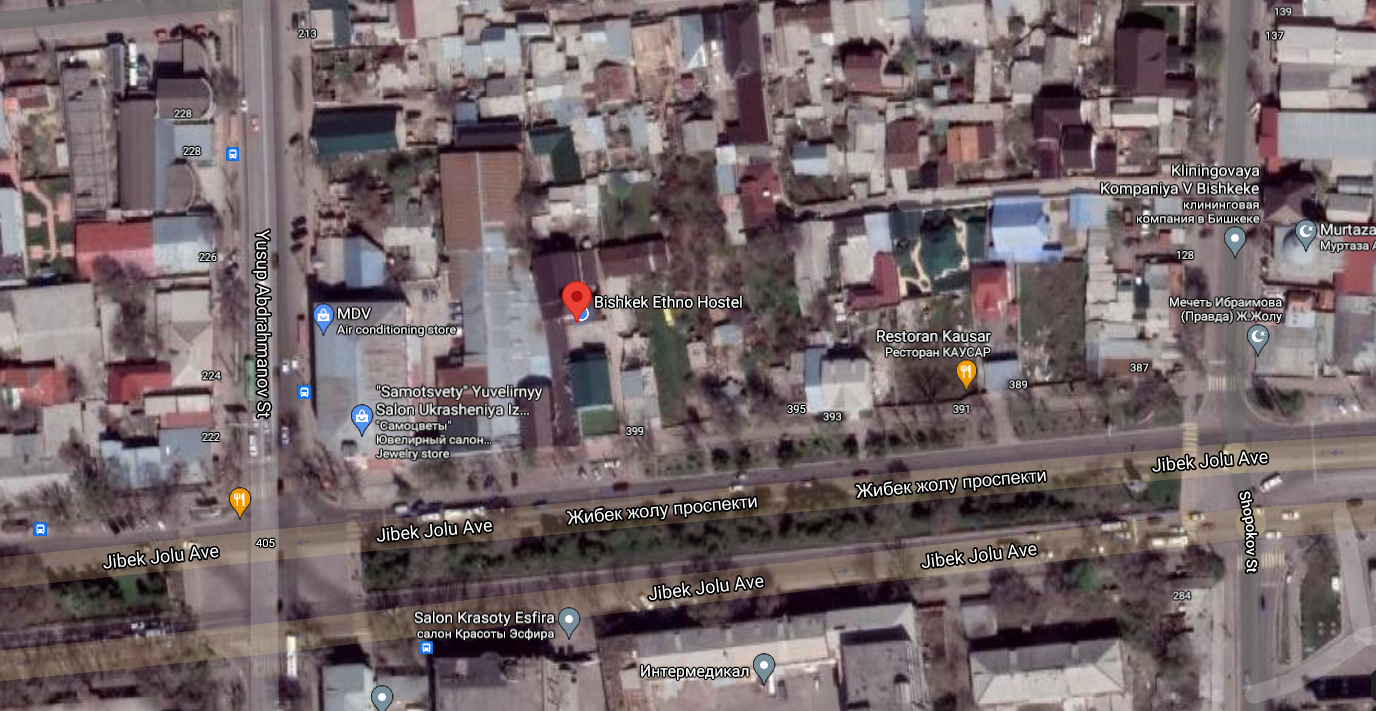 213
139
137
228
228
Kliningovaya
Kompaniya V Bishkeke
клининговая
компания в Бишкеке
Murtaza
Муртаза А
226
Yusup Abdrahmanov St
128
Bishkek Ethno Hostel
MDV
Air conditioning store
Мечеть Ибраимова
(Правда) Ж.Жолу
Restoran Kausar
Ресторан КАУСАР
224
387
389
"Samotsvety" Yuvelirnyy
Salon Ukrasheniya Iz...
"Самоцветы"
Ювелирный салон...
Jewelry store
395
393
391
222
399
Jibek Jolu Ave
Жибек жолу проспекти
Жибек жолу проспекти
Jibek Jolu Ave
Shopokov St
405
Jibek Jolu Ave
Jibek Jolu Ave
Jibek Jolu Ave
284
Salon Krasoty Esfira
салон Красоты Эсфира
Интермедикал